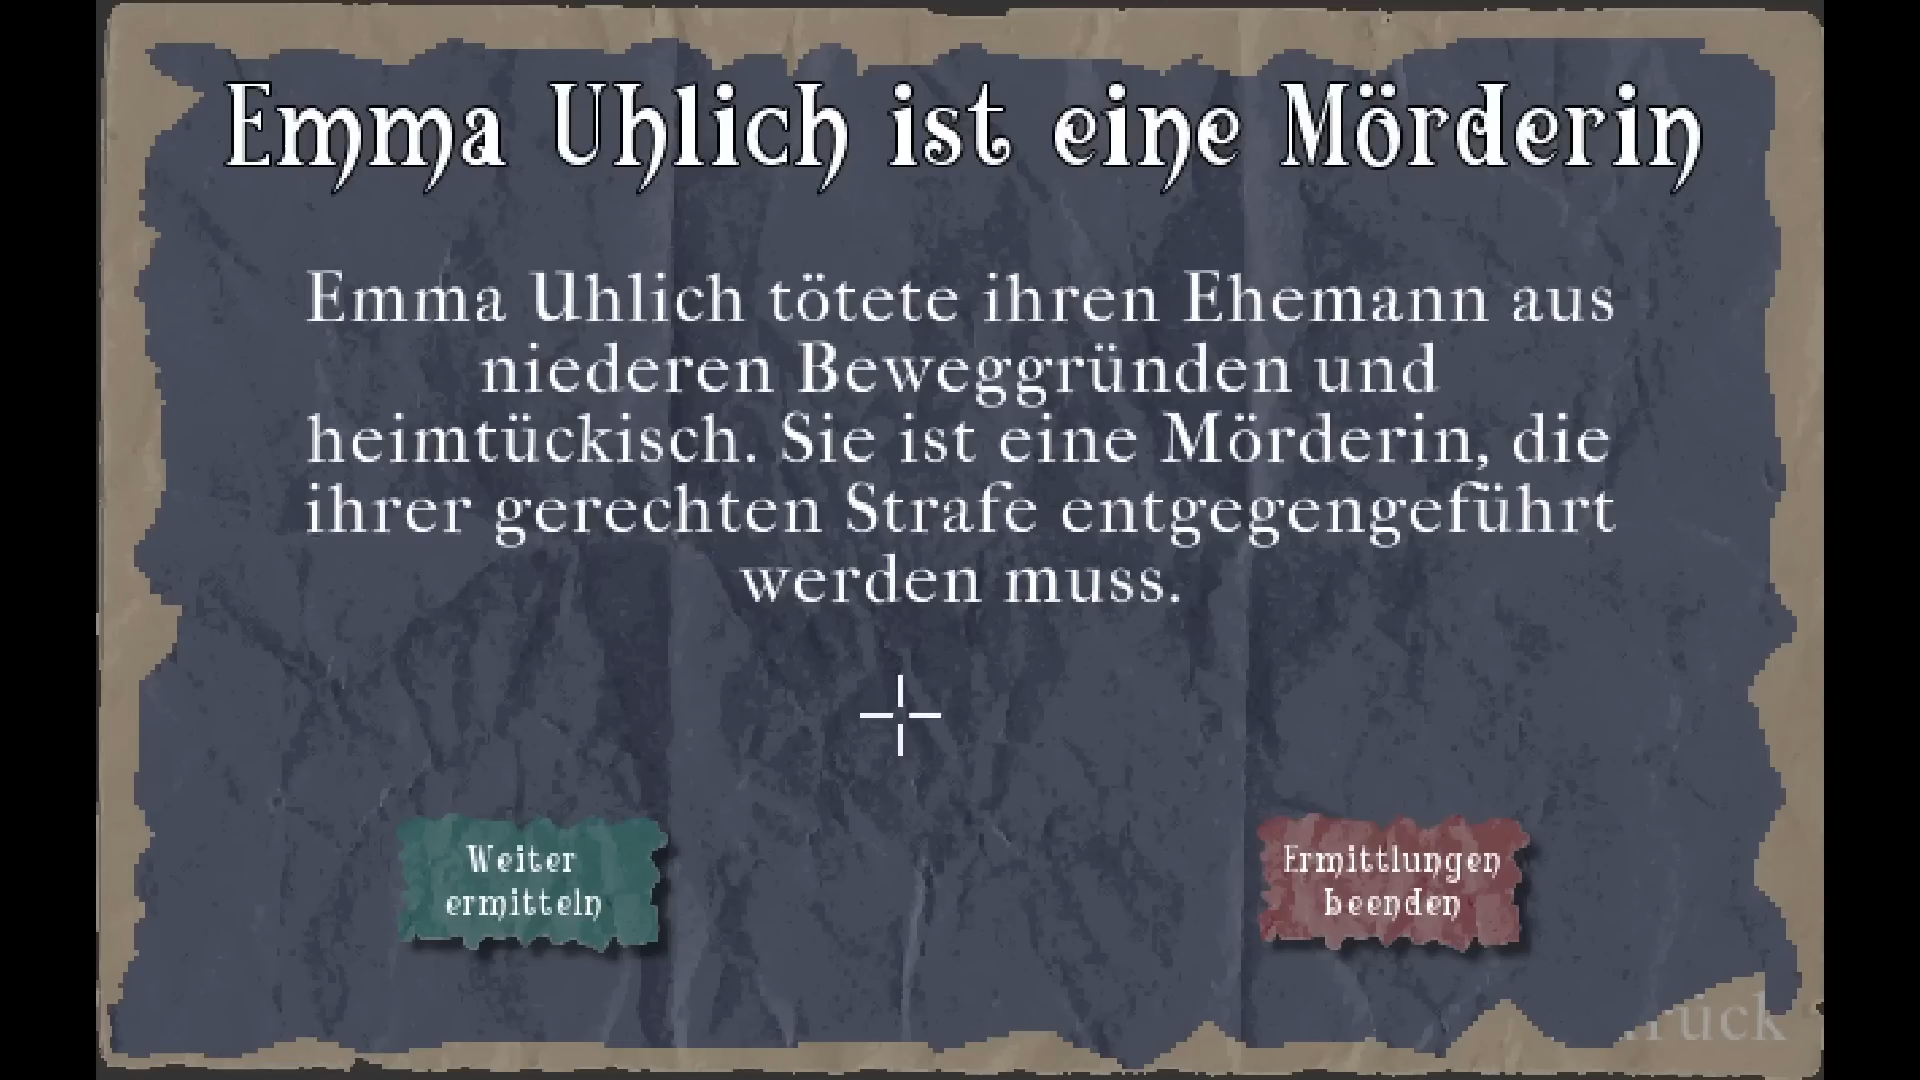 Emma Uhlich ist eine Mörderin
Emma Uhlich tötete ihren Ehemann aus
niederen Beweggründen und
heimtückisch. Sie ist eine Mörderin, die
ihrer gerechten Strafe entgegengeführt
werden muss.
Weiter
ermitteln
Ermittlungen
beenden